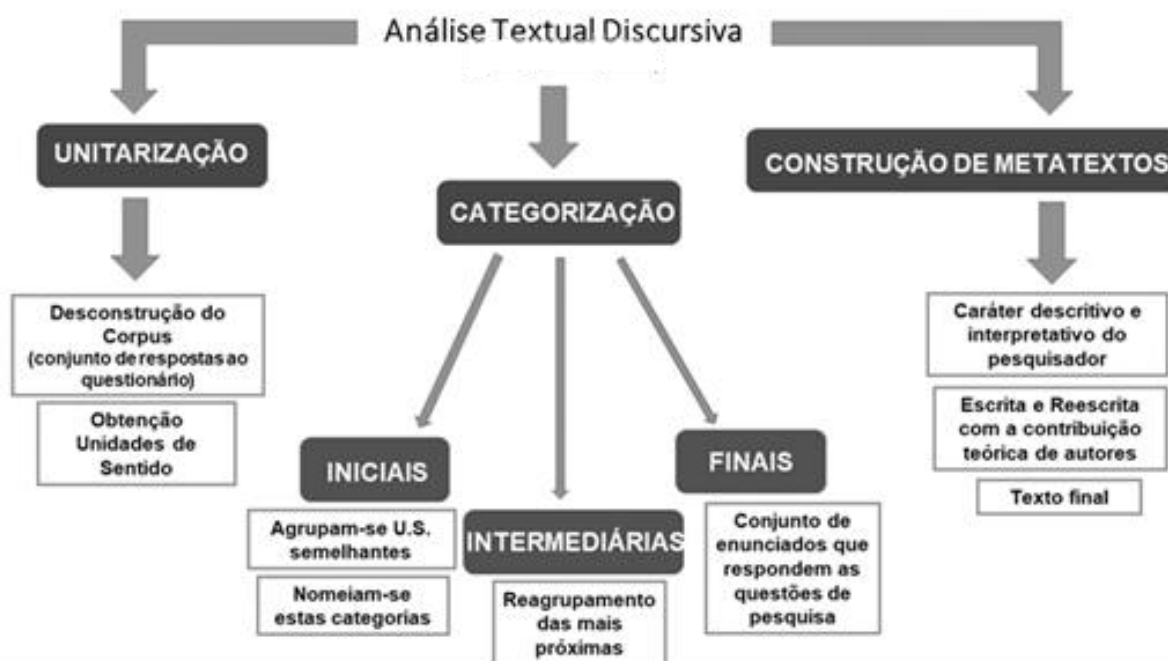 Análise Textual Discursiva
UNITARIZAÇÃO
Desconstrução do
Corpus
(conjunto de respostas ao
questionário)
Obtenção
Unidades de
Sentido
CATEGORIZAÇÃO
INICIAIS
Agrupam-se U.S.
semelhantes
Nomeiam-se
estas categorias
INTERMEDIÁRIAS
Reagrupamento
das mais
próximas
FINAIS
Conjunto de
enunciados que
respondem as
questões de
pesquisa
CONSTRUÇÃO DE METATEXTOS
Caráter descritivo e
interpretativo do
pesquisador
Escrita e Reescrita
com a contribuição
teórica de autores
Texto final